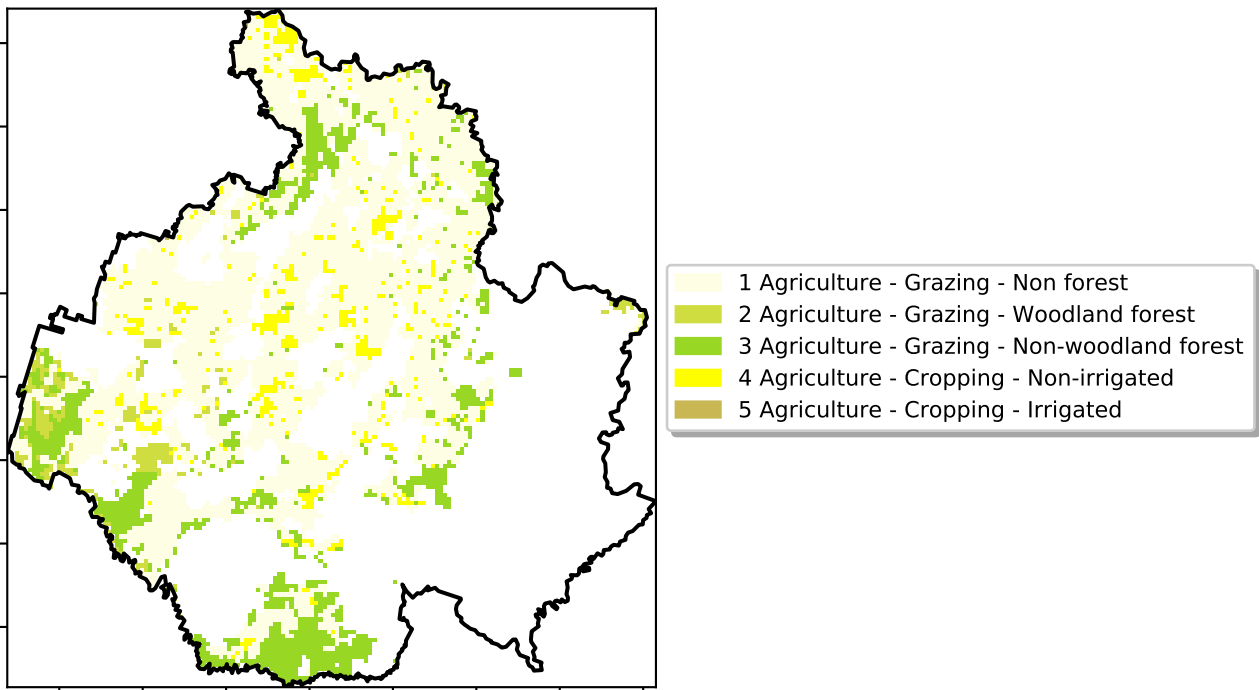 1 Agriculture - Grazing - Non forest
2 Agriculture - Grazing - Woodland forest
3 Agriculture - Grazing - Non-woodland forest
4 Agriculture - Cropping - Non-irrigated
5 Agriculture - Cropping - Irrigated